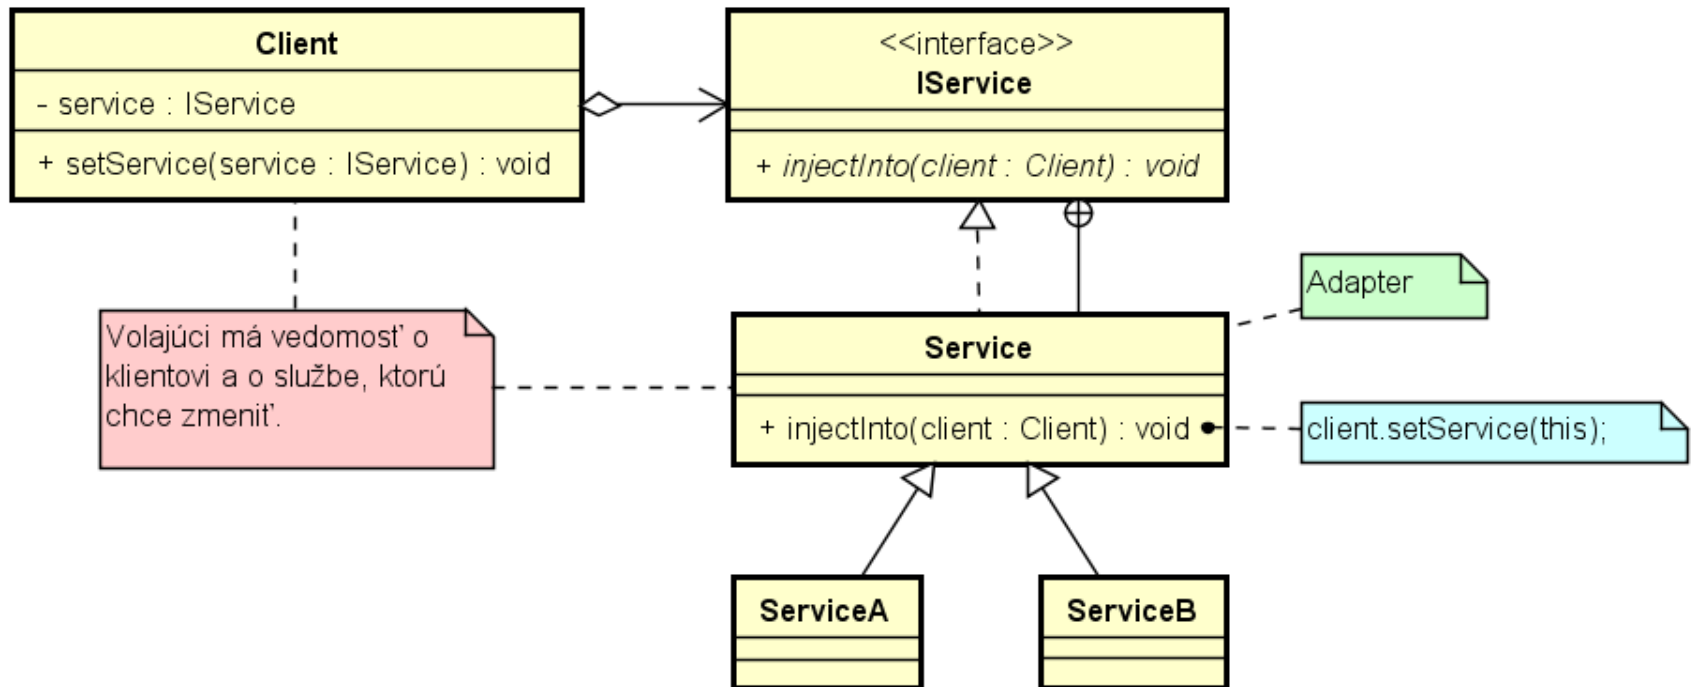 Client
- service : IService
+ setService(service : IService) : void
<<interface>>
IService
+ injectInto(client : Client) : void
Volajúci má vedomosť o
klientovi a o službe, ktorú
chce zmeniť.
Adapter
Service
+ injectInto(client : Client) : void
client.setService(this);
ServiceA
ServiceB